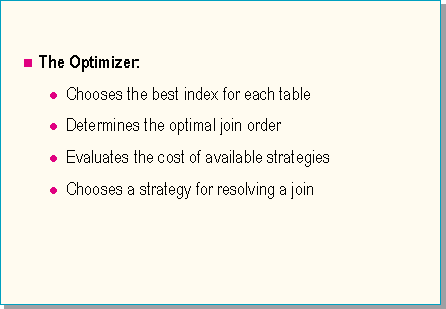 The Optimizer:
Chooses the best index for each table
Determines the optimal join order
Evaluates the cost of available strategies
Chooses a strategy for resolving a join